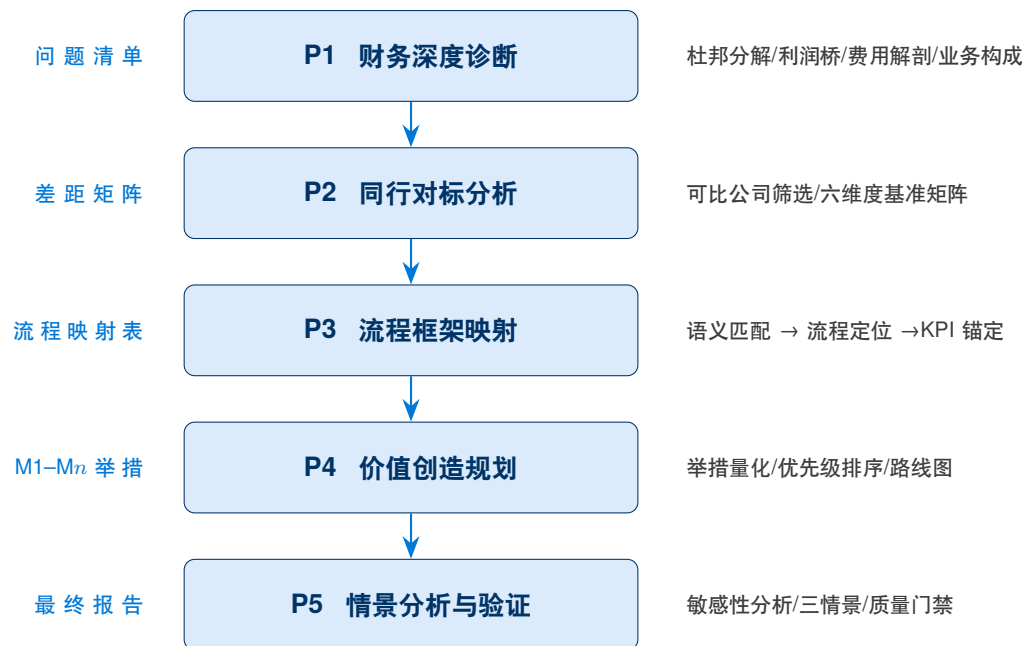 问题清单 P1 财务深度诊断 杜邦分解/利润桥/费用解剖/业务构成
差距矩阵 P2 同行对标分析 可比公司筛选/六维度基准矩阵
流程映射表 P3 流程框架映射 语义匹配 → 流程定位 →KPI 锚定
M1–Mn 举措 P4 价值创造规划 举措量化/优先级排序/路线图
最终报告 P5 情景分析与验证 敏感性分析/三情景/质量门禁